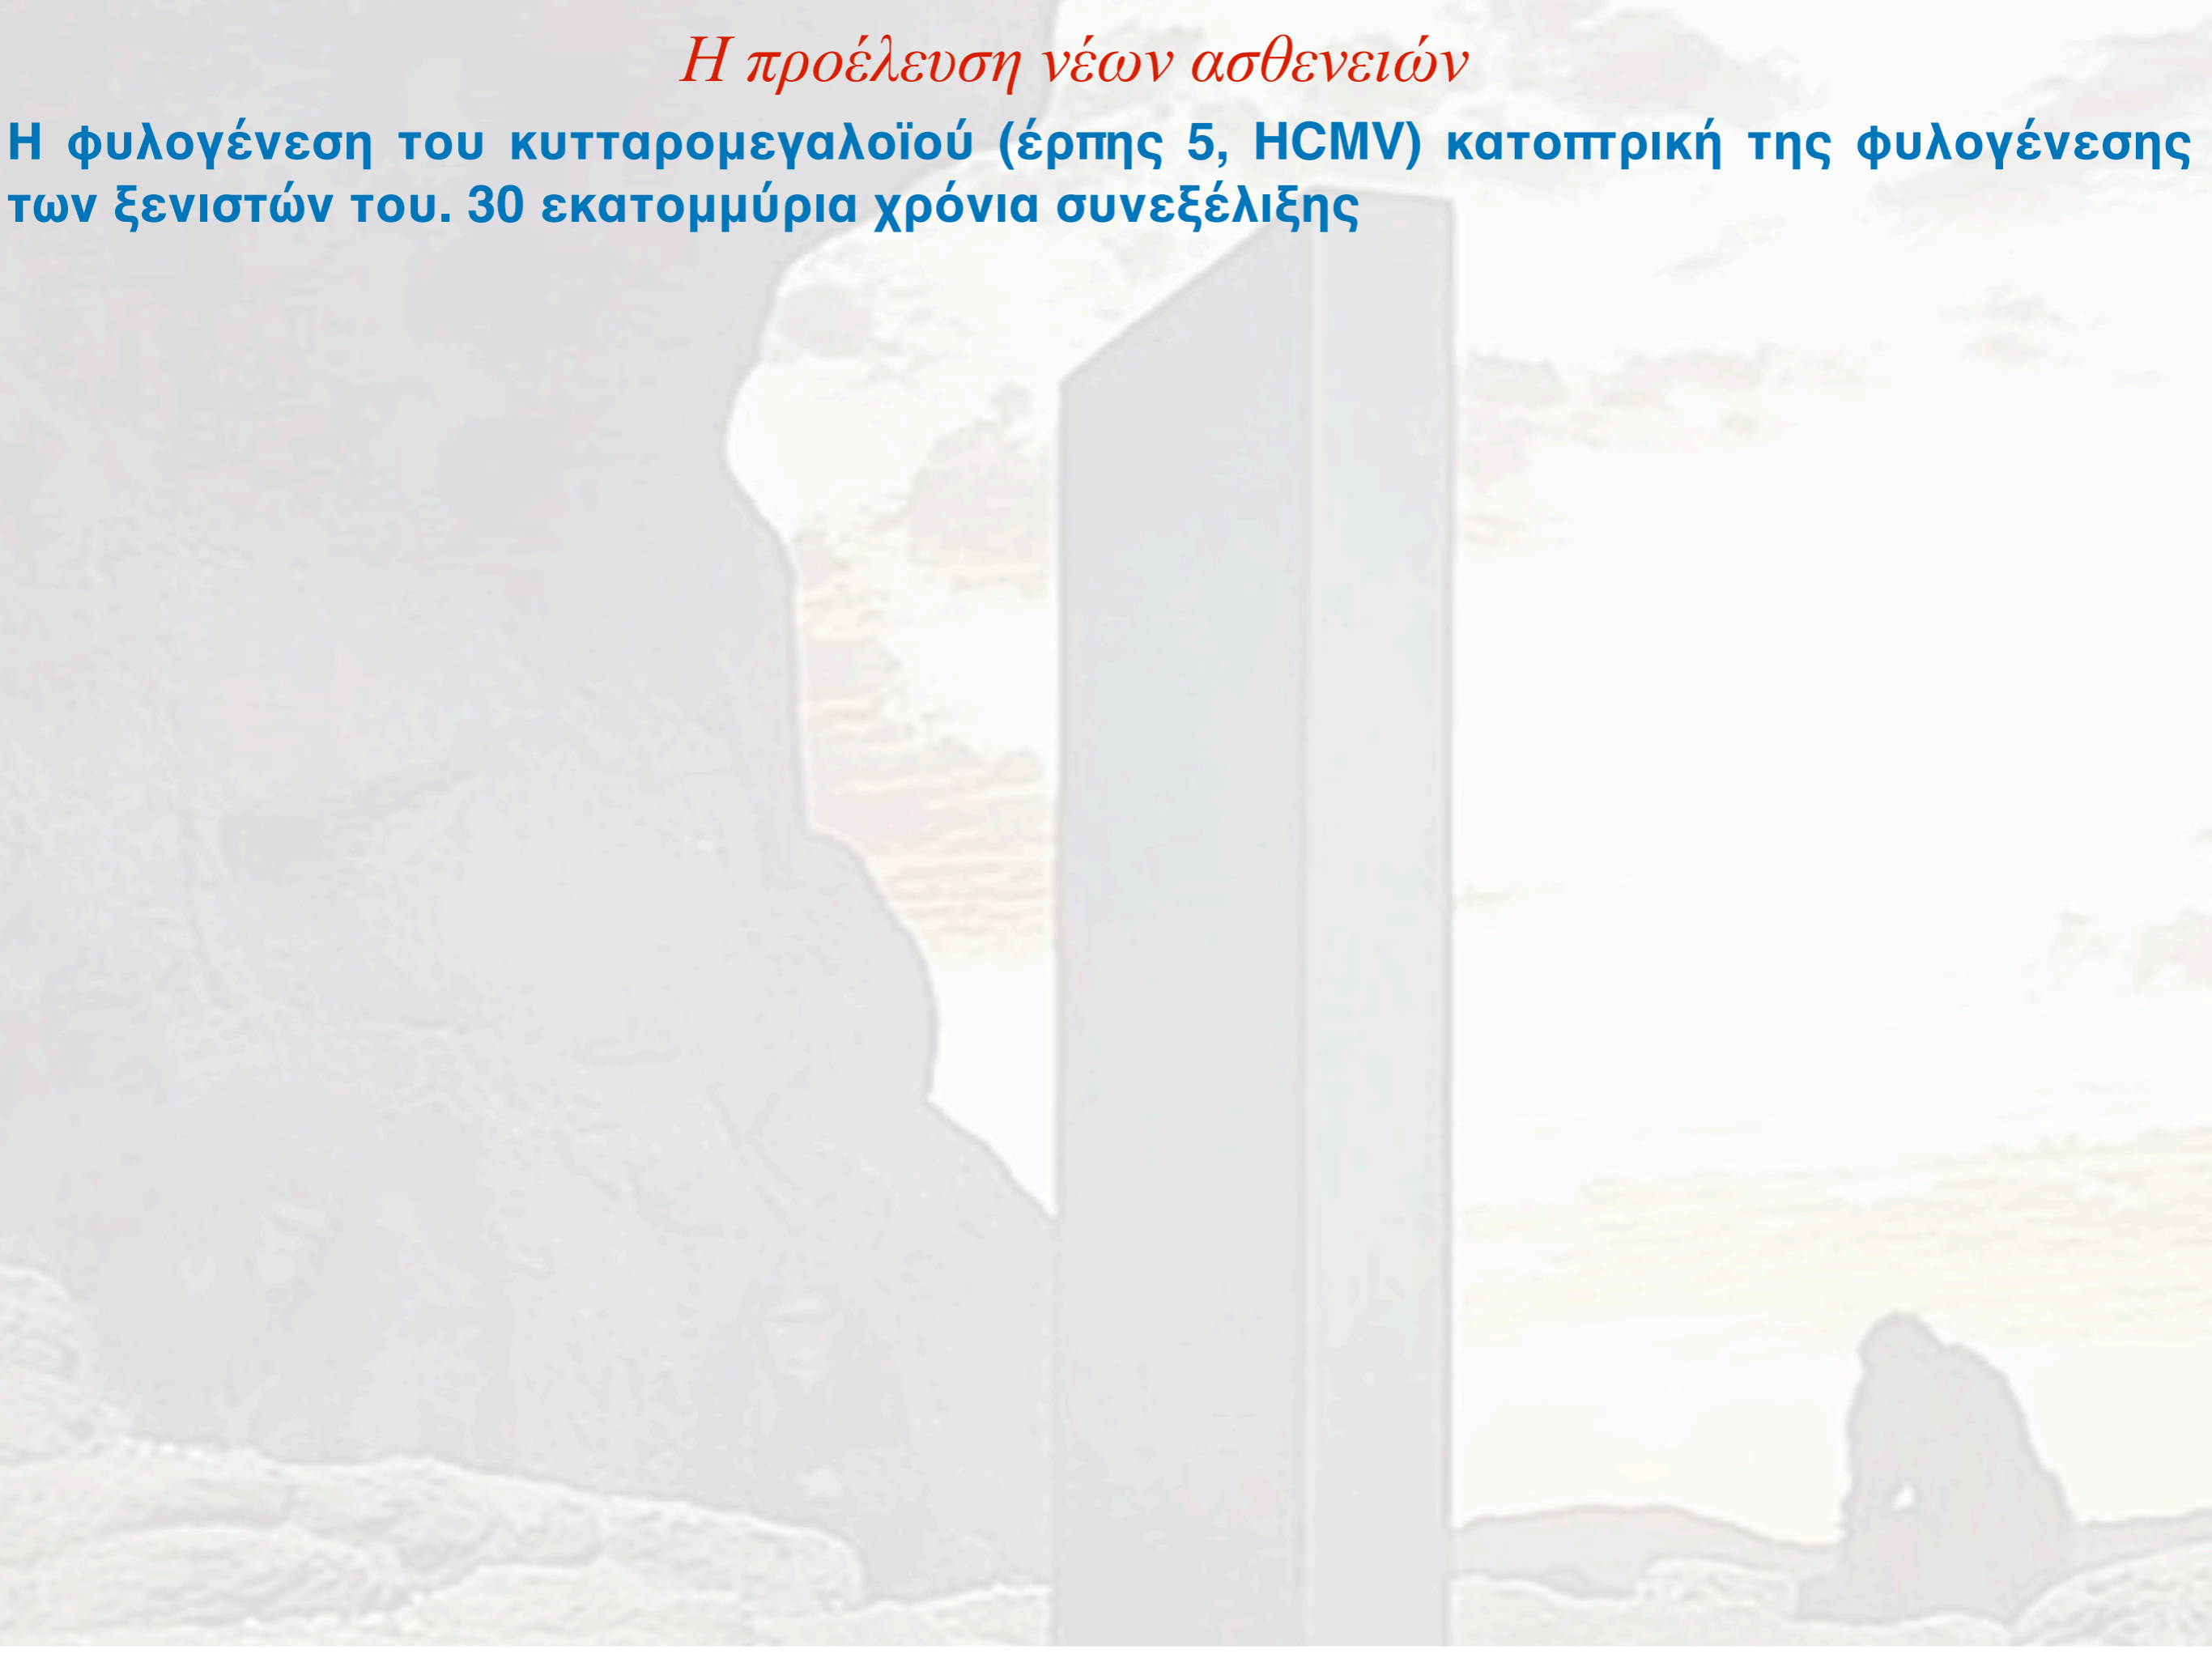 Η προέλευση νέων ασθενειών
Η φυλογένεση του κυτταρομεγαλοϊού (έρπης 5, HCMV) κατοπτρική της φυλογένεσης
των ξενιστών του. 30 εκατομμύρια χρόνια συνεξέλιξης